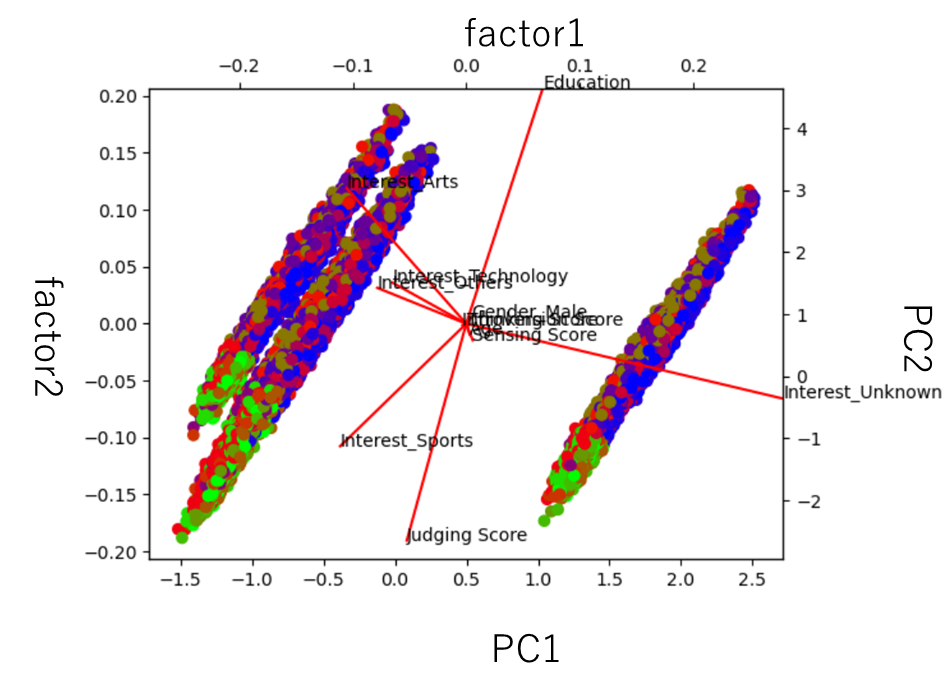 factor1
−0.2 −0.1 0.0 0.1 0.2
Education
0.20
0.15
0.10
0.05
0.00
−0.05
−0.10
−0.15
−0.20
factor2
Interest_Arts
Interest_Technology
Interest_Others
Gender_Male
Score
Age
Sensing Score
Interest_Unknown
Interest_Sports
Judging Score
4
3
2
1
0
−1
−2
PC2
−1.5 −1.0 −0.5 0.0 0.5 1.0 1.5 2.0 2.5
PC1